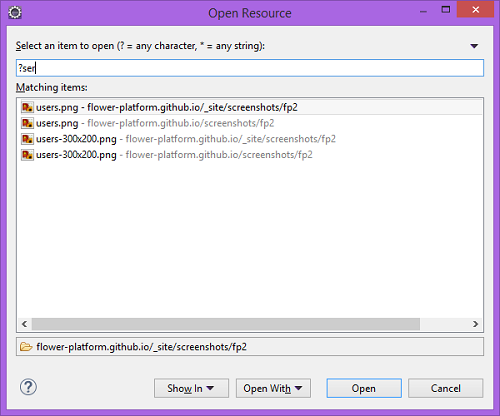 Open Resource
Select an item to open (? = any character, * = any string):
?ser
Matching items:
users.png - flower-platform.github.io/_site/screenshots/fp2
users.png - flower-platform.github.io/screenshots/fp2
users-300x200.png - flower-platform.github.io/_site/screenshots/fp2
users-300x200.png - flower-platform.github.io/screenshots/fp2
flower-platform.github.io/_site/screenshots/fp2
? Show In Open With Open Cancel